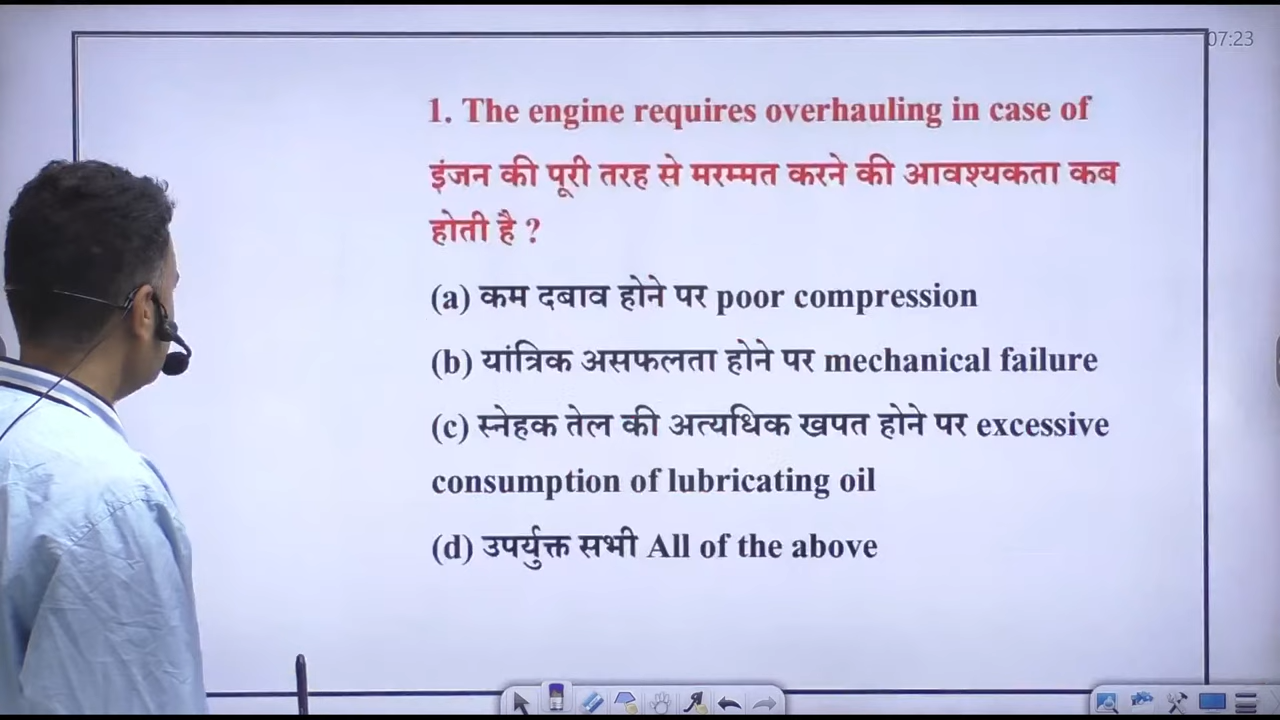 07:23
1. The engine requires overhauling in case of
इंजन की पूरी तरह से मरम्मत करने की आवश्यकता कब
होती है ?
(a) कम दबाव होने पर poor compression
(b) यांत्रिक असफलता होने पर mechanical failure
(c) स्नेहक तेल की अत्यधिक खपत होने पर excessive
consumption of lubricating oil
(d) उपर्युक्त सभी All of the above